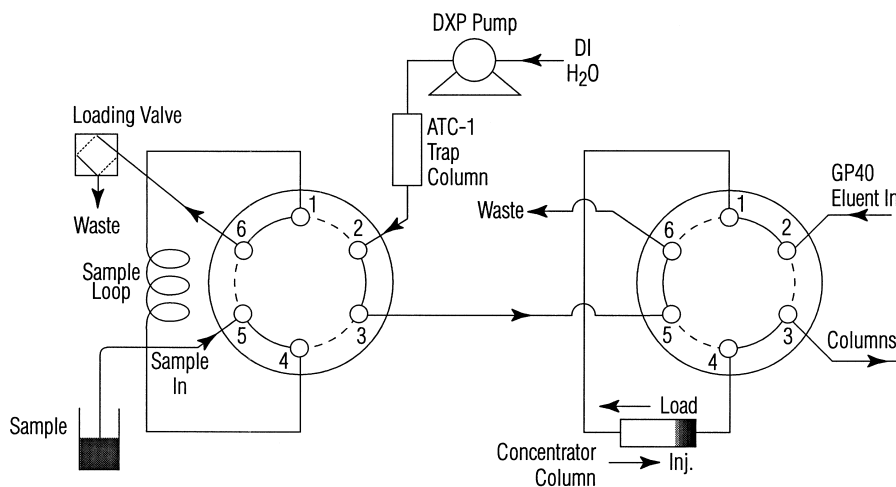 DXP Pump
DI
H₂O
Loading Valve
ATC-1
Trap
Column
GP40
Eluent In
Waste
Waste
1
2
3
4
5
6
1
2
3
4
5
6
Sample
Loop
Sample
In
Columns
Sample
Load
Concentrator
Column
Inj.